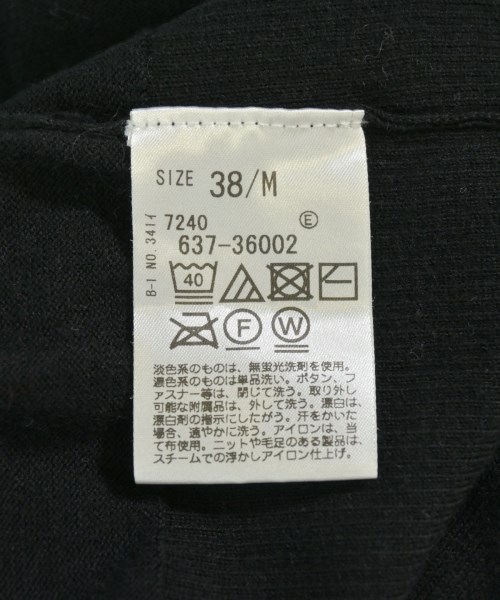 SIZE 38/M
7240 Ⓔ
637-36002
B-1 NO.341イ
40
F W
淡色系のものは、無蛍光洗剤を使用。
濃色系のものは単品洗い。ボタン、フ
ァスナー等は、閉じて洗う。取り外し
可能な附属品は、外して洗う。漂白は、
漂白剤の指示にしたがう。汗をかいた
場合、速やかに洗う。アイロンは、当
て布使用。ニットや毛足のある製品は、
スチームでの浮かしアイロン仕上げ。